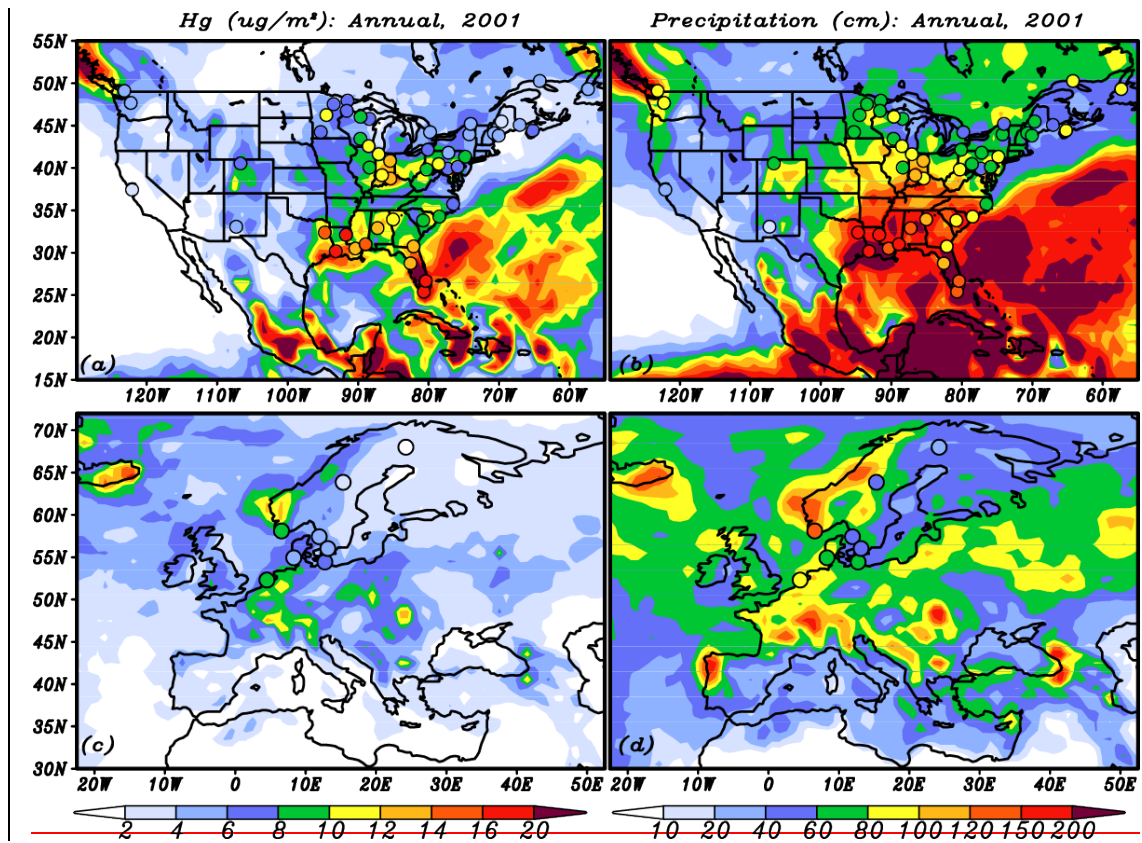 Hg (ug/m²): Annual, 2001 Precipitation (cm): Annual, 2001
55N
50N
45N
40N
35N
30N
25N
20N
15N
(a) (b)
120W 110W 100W 90W 80W 70W 60W 120W 110W 100W 90W 80W 70W 60W
70N
65N
60N
55N
50N
45N
40N
35N
30N
(c) (d)
20W 10W 0 10E 20E 30E 40E 50E 20W 10W 0 10E 20E 30E 40E 50E
2 4 6 8 10 12 14 16 20 10 20 40 60 80 100 120 150 200